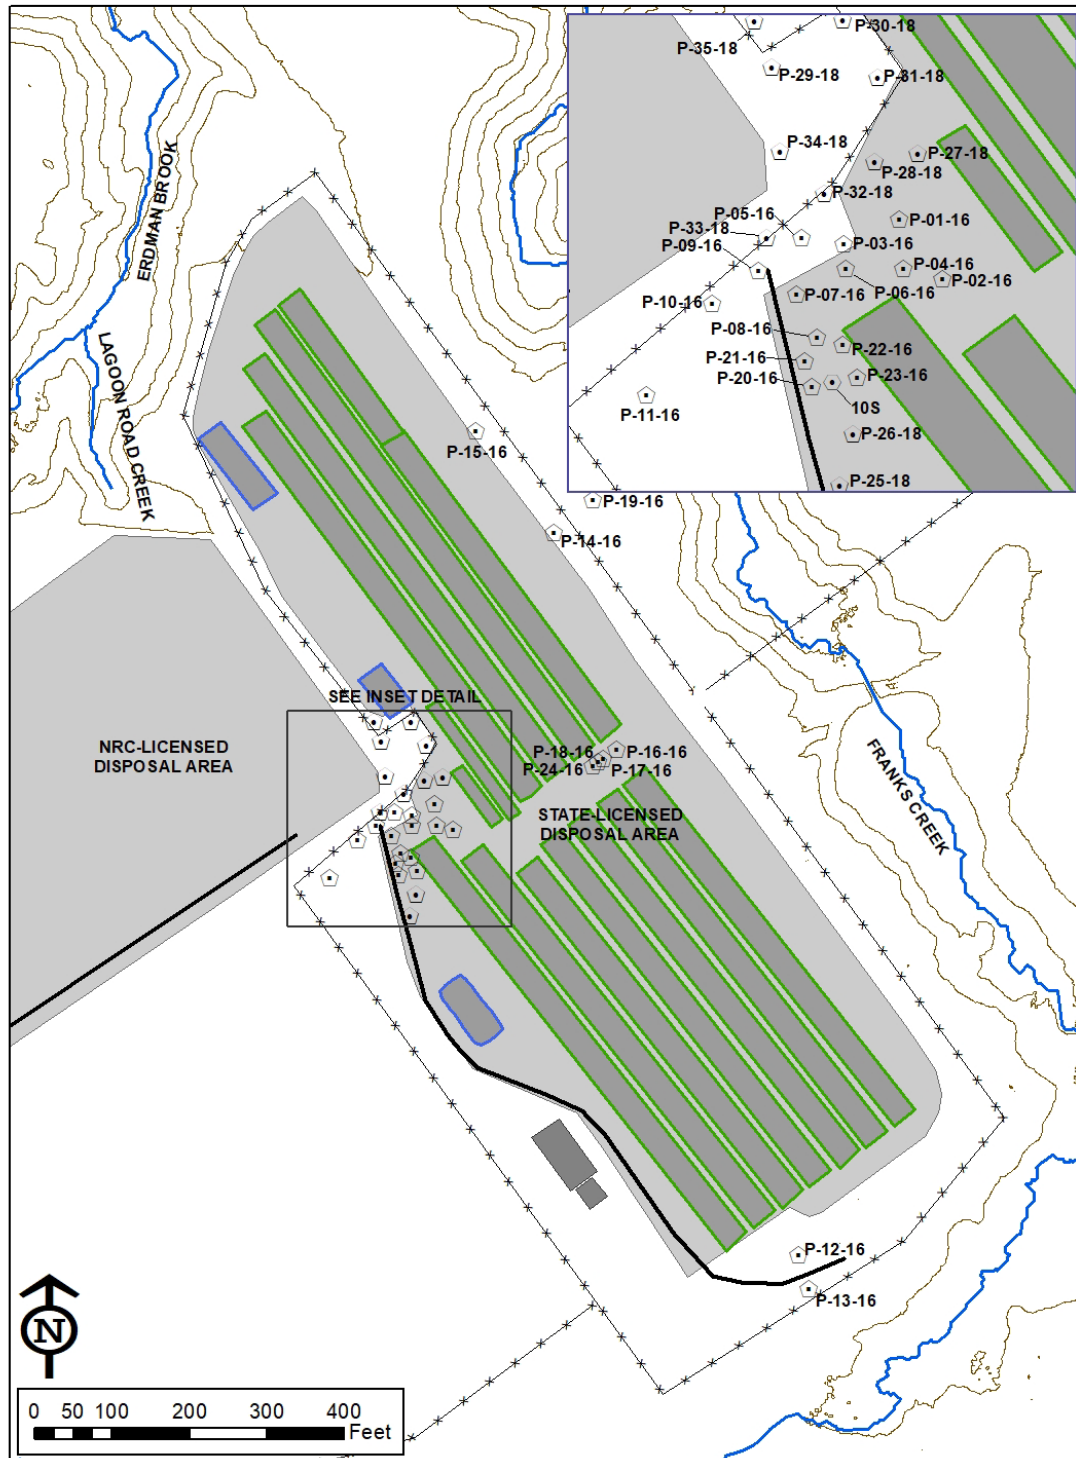 P-30-18
P-35-18
P-29-18
P-31-18
P-34-18
P-27-18
P-28-18
P-32-18
P-05-16
P-01-16
P-33-18
P-03-16
P-09-16
P-04-16
P-02-16
P-10-16
P-07-16
P-06-16
P-08-16
P-22-16
P-21-16
P-23-16
P-20-16
P-11-16
10S
P-26-18
P-25-18
ERDMAN BROOK
LAGOON ROAD CREEK
P-15-16
P-19-16
P-14-16
SEE INSET DETAIL
NRC-LICENSED
DISPOSAL AREA
P-18-16
P-16-16
P-24-16
P-17-16
STATE-LICENSED
DISPOSAL AREA
FRANKS CREEK
P-12-16
P-13-16
N
0 50 100 200 300 400
Feet